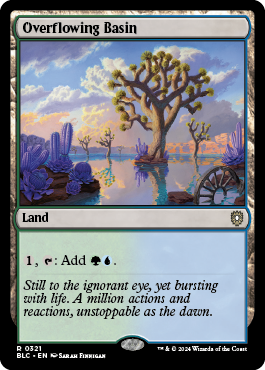 Overflowing Basin
Land
1, : Add .
Still to the ignorant eye, yet bursting
with life. A million actions and
reactions, unstoppable as the dawn.
R 0321
BLC • EN Sarah Finnigan
™ & © 2024 Wizards of the Coast